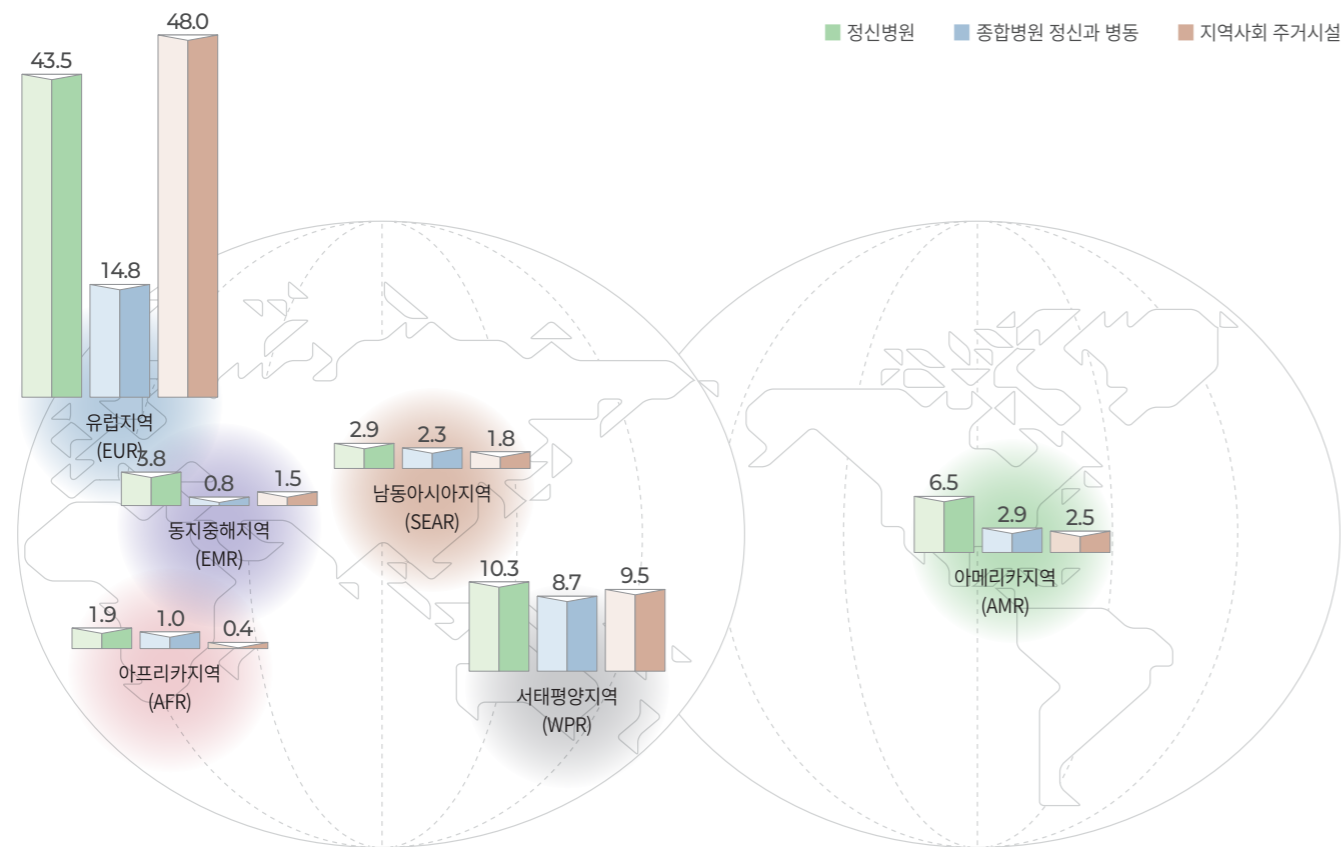 정신병원 종합병원 정신과 병동 지역사회 주거시설
43.5 14.8 48.0
유럽지역
(EUR)
3.8 0.8 1.5
동지중해지역
(EMR)
2.9 2.3 1.8
남동아시아지역
(SEAR)
1.9 1.0 0.4
아프리카지역
(AFR)
10.3 8.7 9.5
서태평양지역
(WPR)
6.5 2.9 2.5
아메리카지역
(AMR)